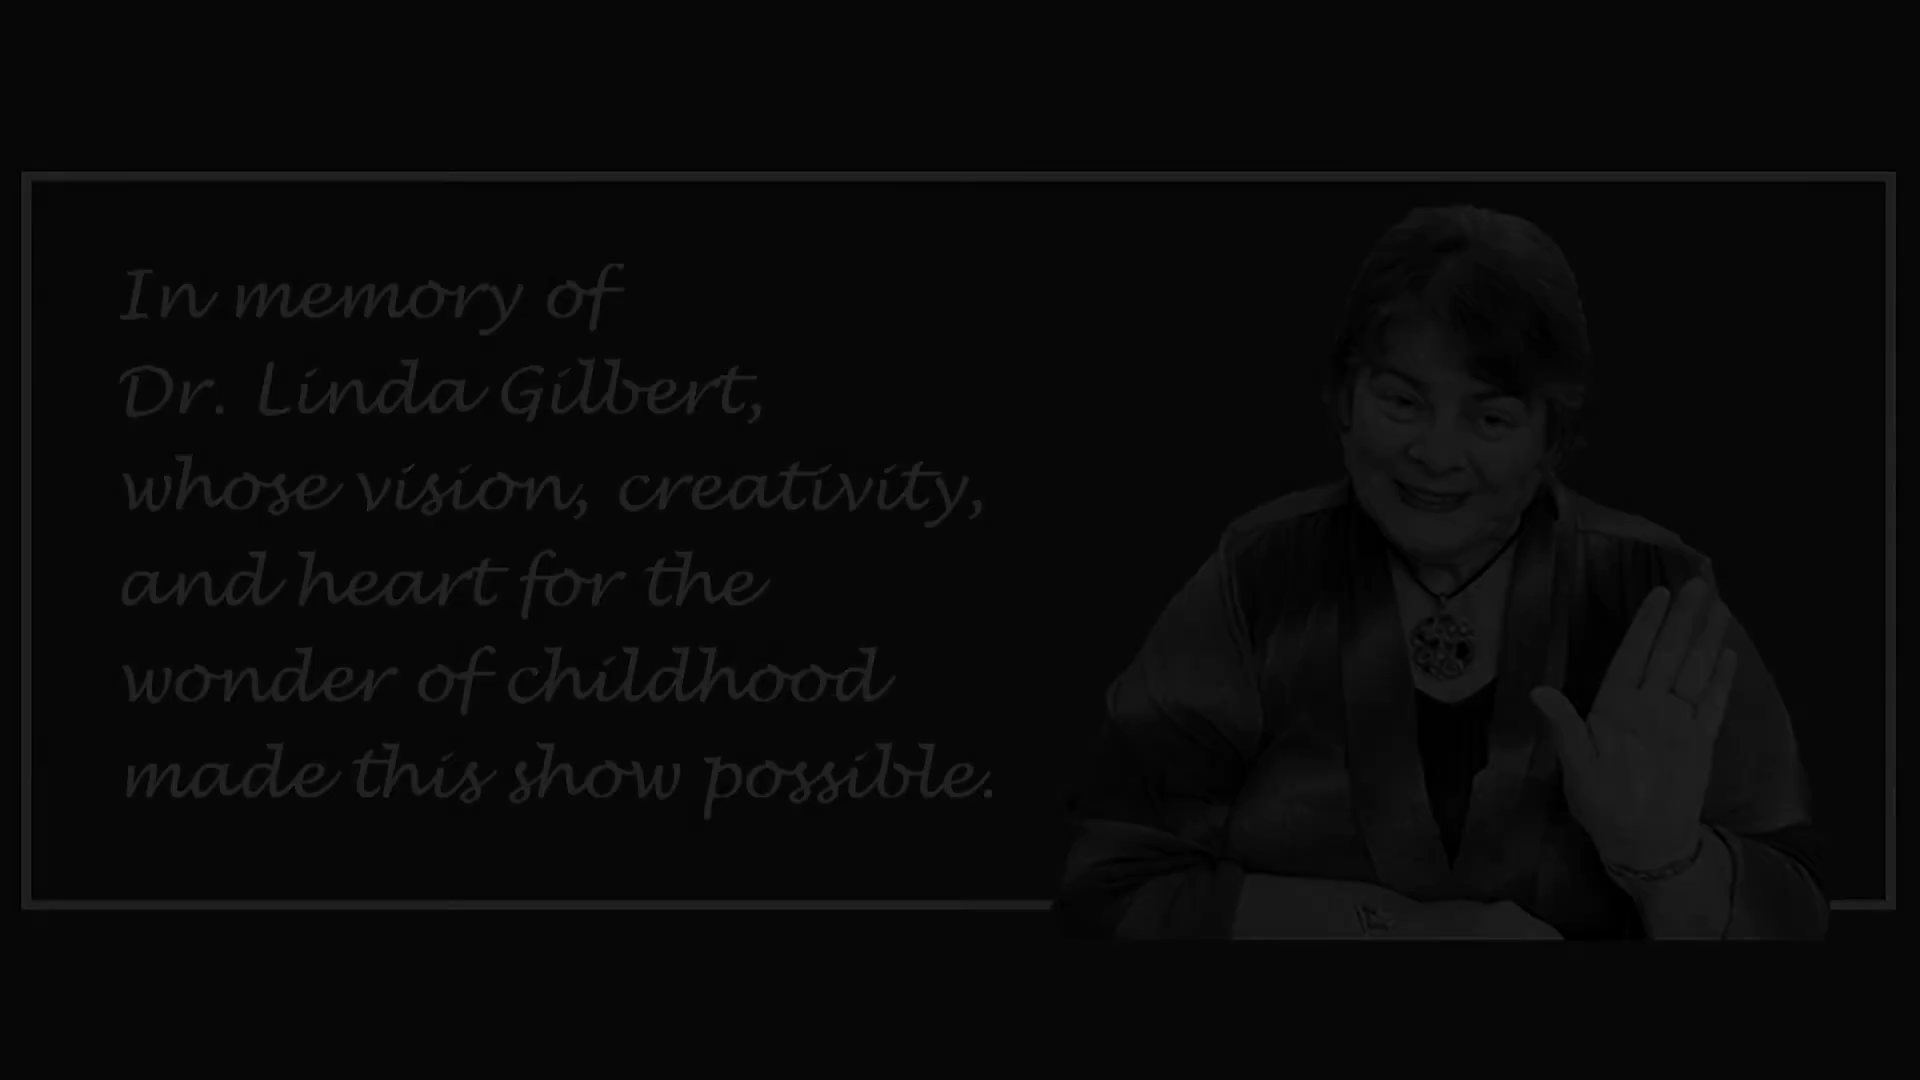 In memory of
Dr. Linda Gilbert,
whose vision, creativity,
and heart for the
wonder of childhood
made this show possible.